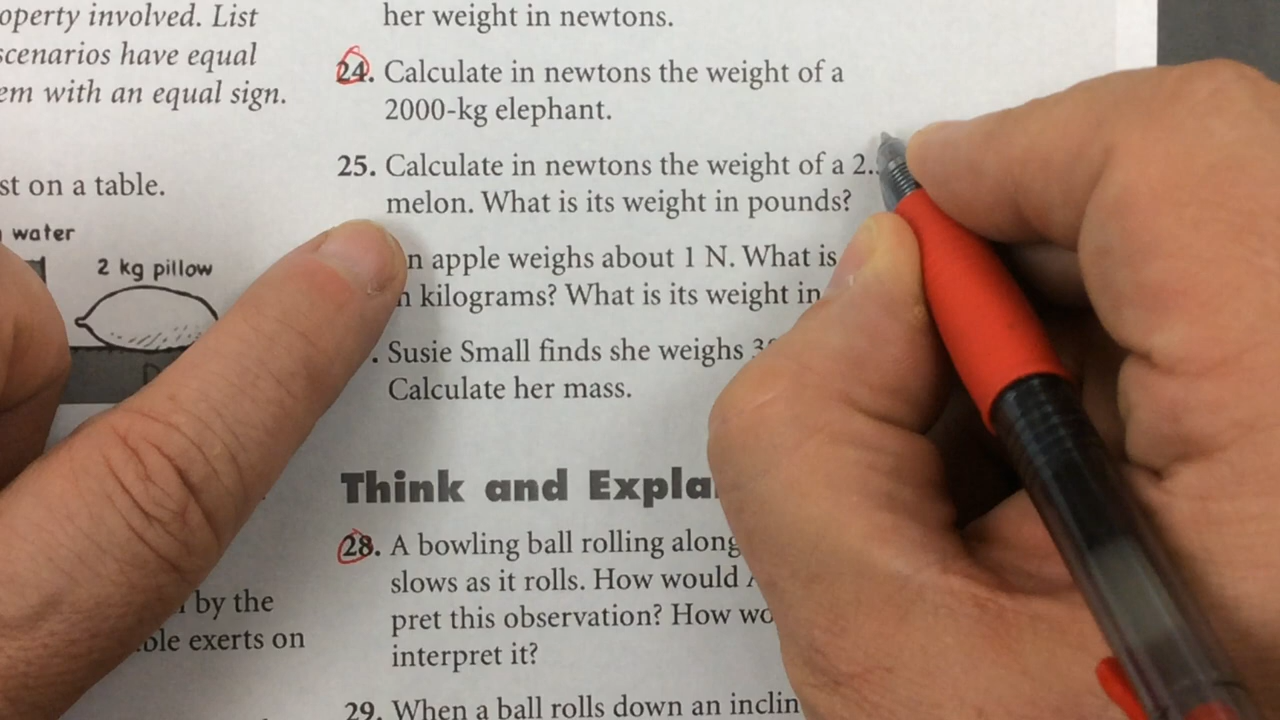 operty involved. List
scenarios have equal
em with an equal sign.
st on a table.
water
2 kg pillow
by the
ble exerts on
her weight in newtons.
24. Calculate in newtons the weight of a
2000-kg elephant.
25. Calculate in newtons the weight of a 2.
melon. What is its weight in pounds?
n apple weighs about 1 N. What is
n kilograms? What is its weight in
. Susie Small finds she weighs 3
Calculate her mass.
Think and Expla
28. A bowling ball rolling along
slows as it rolls. How would
pret this observation? How wo
interpret it?
29. When a ball rolls down an inclin